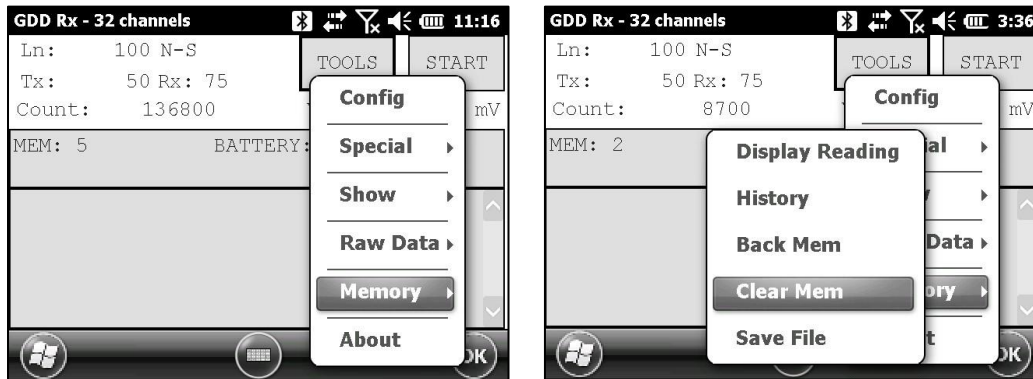 GDD Rx - 32 channels 11:16
Ln: 100 N-S
TOOLS START
Tx: 50 Rx: 75
Count: 136800 mV
MEM: 5 BATTERY:
Config
Special
Show
Raw Data
Memory
About
OK
GDD Rx - 32 channels 3:36
Ln: 100 N-S
TOOLS START
Tx: 50 Rx: 75
Count: 8700 mV
MEM: 2
Config
ial
Data
ory
t
Display Reading
History
Back Mem
Clear Mem
Save File
OK